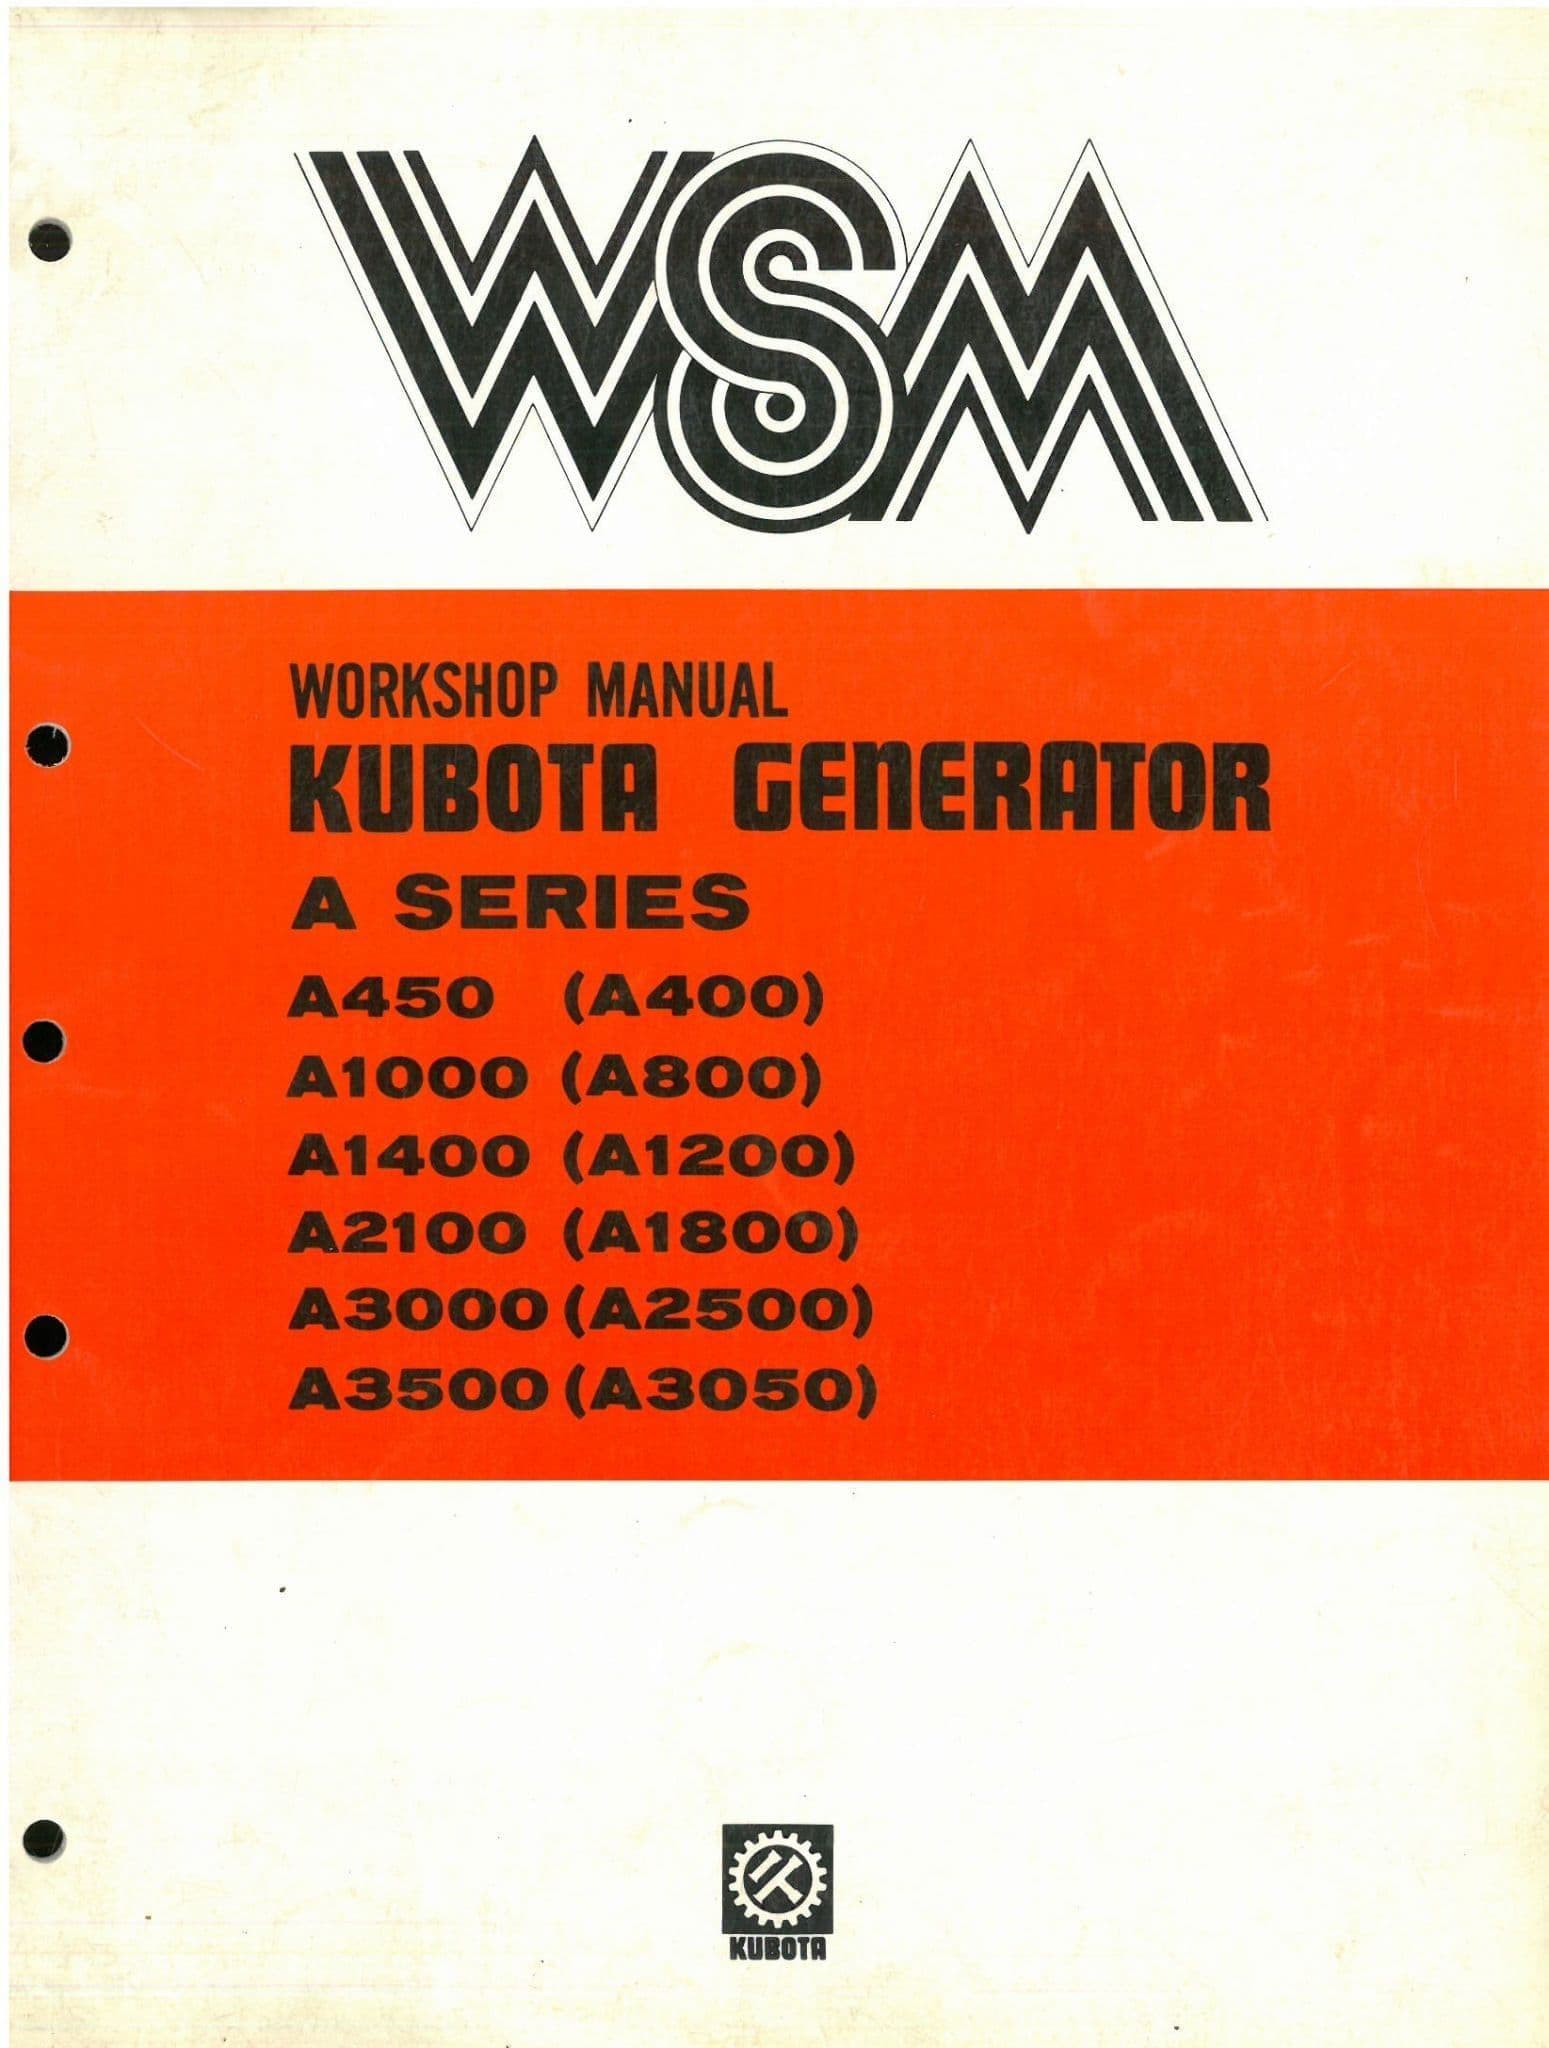 WSM
WORKSHOP MANUAL
KUBOTA GENERATOR
A SERIES
A450 (A400)
A1000 (A800)
A1400 (A1200)
A2100 (A1800)
A3000 (A2500)
A3500 (A3050)
KUBOTA